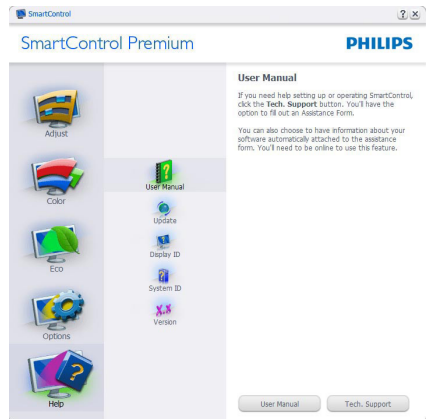 SmartControl
SmartControl Premium
PHILIPS
Adjust
Color
Eco
Options
Help
User Manual
Update
Display ID
System ID
X.X
Version
User Manual
If you need help setting up or operating SmartControl,
click the Tech. Support button. You'll have the
option to fill out an Assistance Form.
You can also choose to have information about your
software automatically attached to the assistance
form. You'll need to be online to use this feature.
User Manual
Tech. Support